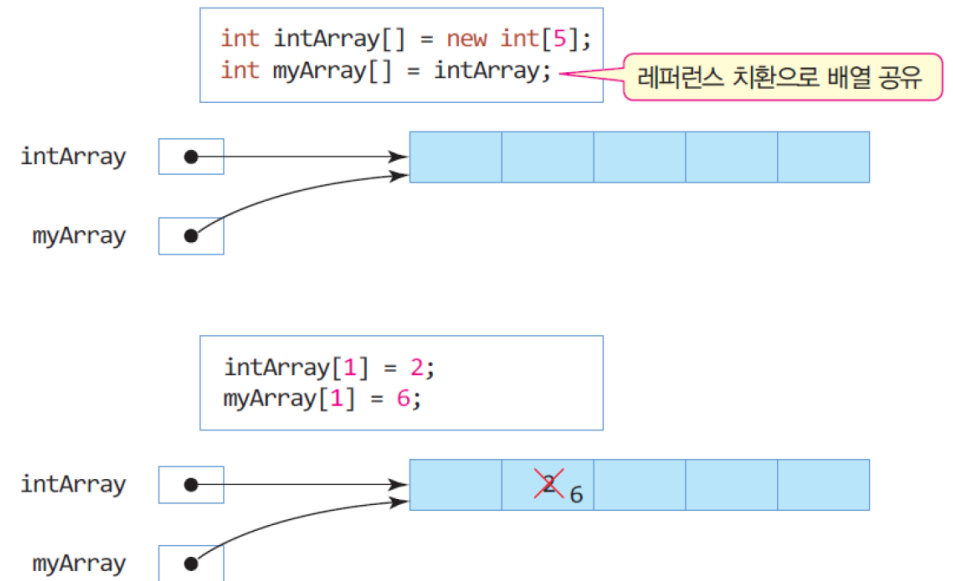 int intArray[] = new int[5];
int myArray[] = intArray;
레퍼런스 치환으로 배열 공유
intArray
myArray
intArray[1] = 2;
myArray[1] = 6;
intArray
2 6
myArray